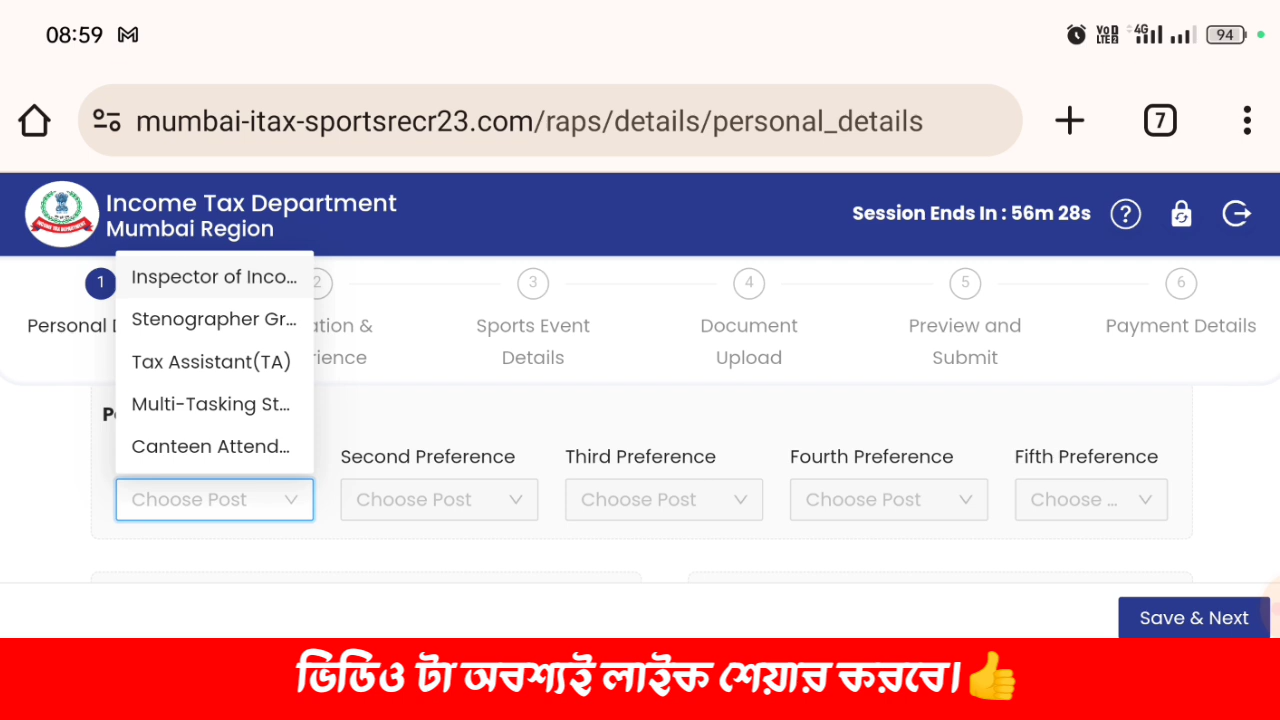 08:59
VoD LTE2 4G 94
mumbai-itax-sportsrecr23.com/raps/details/personal_details
7
Income Tax Department
Mumbai Region
Session Ends In : 56m 28s
?
1 2 3 4 5 6
Personal D
ation &
rience
Sports Event
Details
Document
Upload
Preview and
Submit
Payment Details
Inspector of Inco...
Stenographer Gr...
Tax Assistant(TA)
Multi-Tasking St...
Canteen Attend...
Second Preference Third Preference Fourth Preference Fifth Preference
Choose Post Choose Post Choose Post Choose Post Choose ...
Save & Next
ভিডিও টা অবশ্যই লাইক শেয়ার করবে।👍